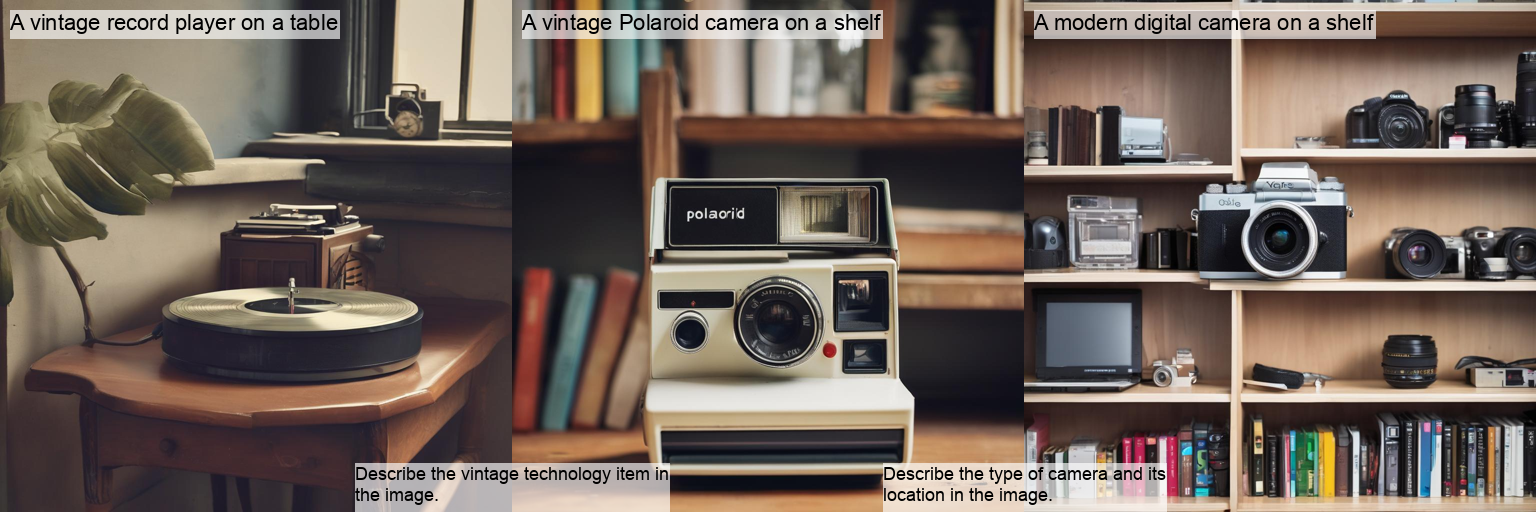 A vintage record player on a table
A vintage Polaroid camera on a shelf
A modern digital camera on a shelf
polaorid
Describe the vintage technology item in
the image.
Describe the type of camera and its
location in the image.